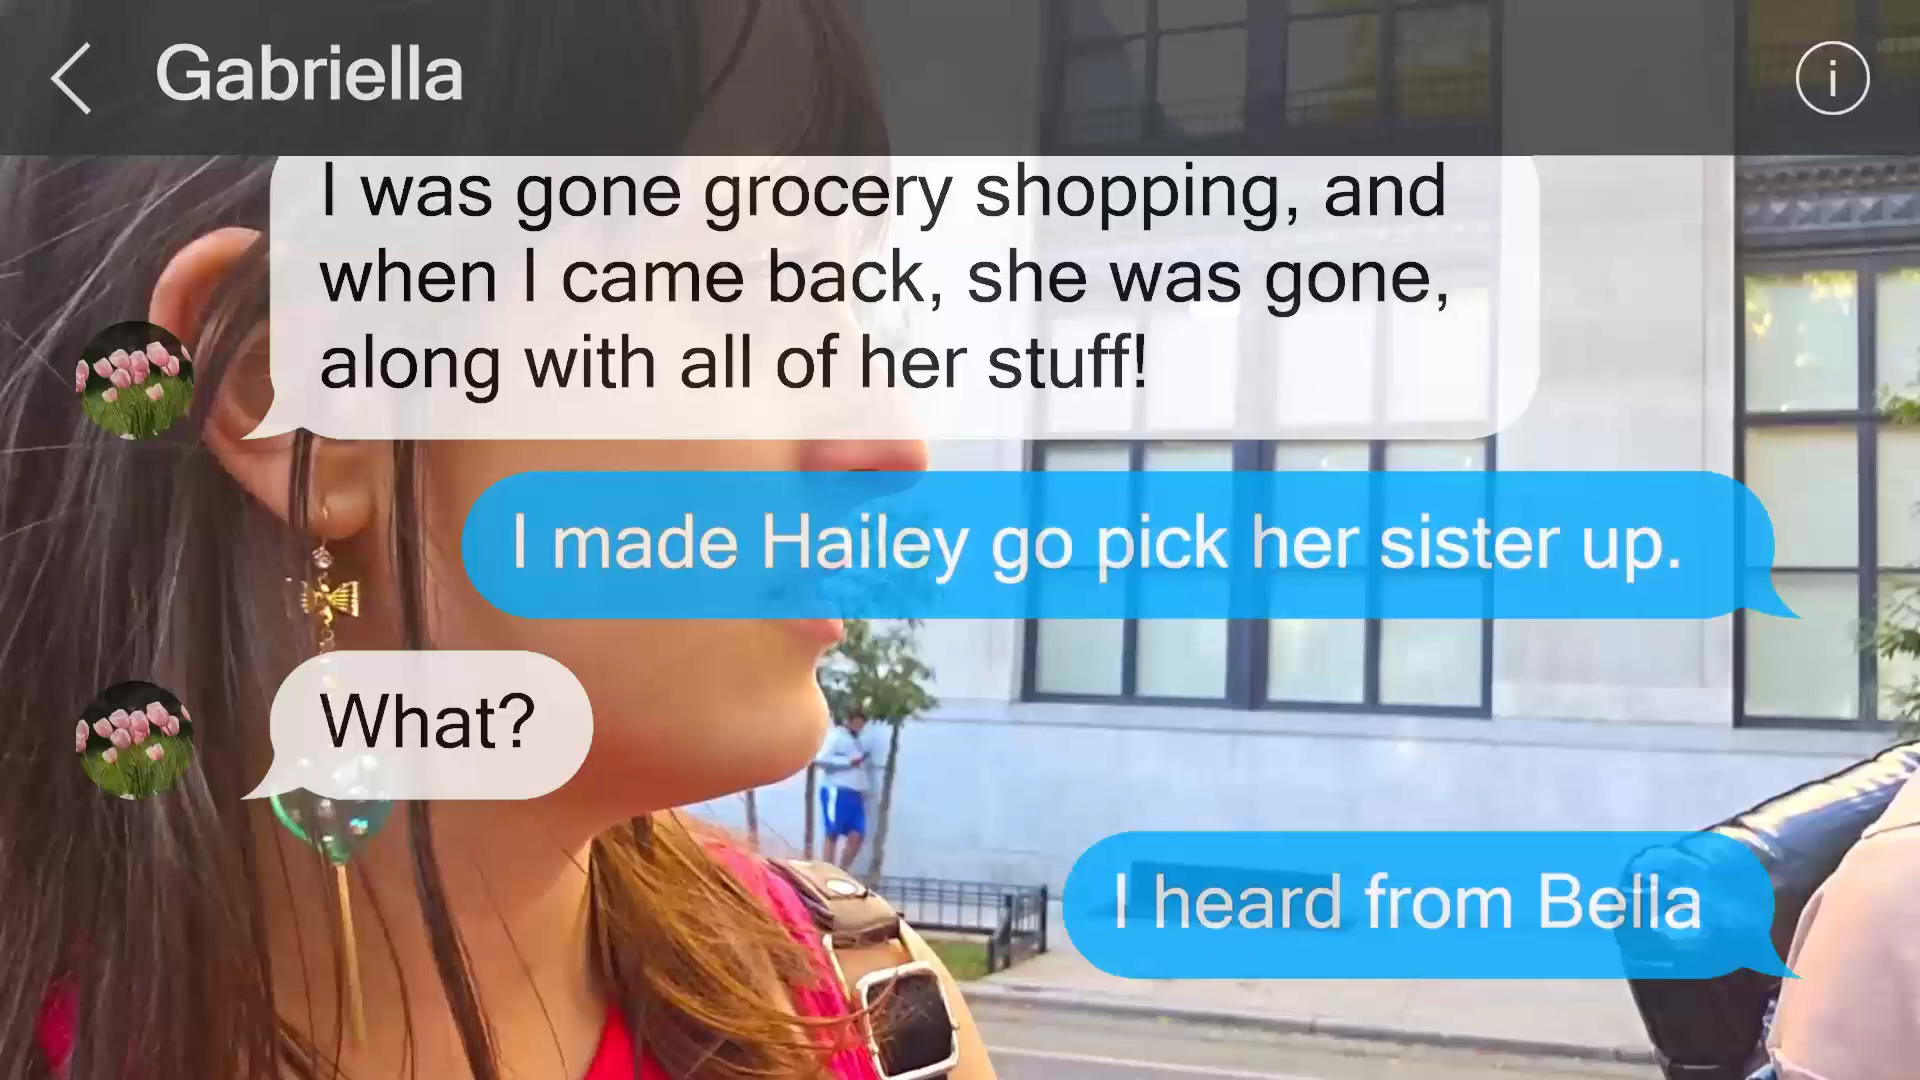 Gabriella
i
I was gone grocery shopping, and
when I came back, she was gone,
along with all of her stuff!
I made Hailey go pick her sister up.
What?
I heard from Bella